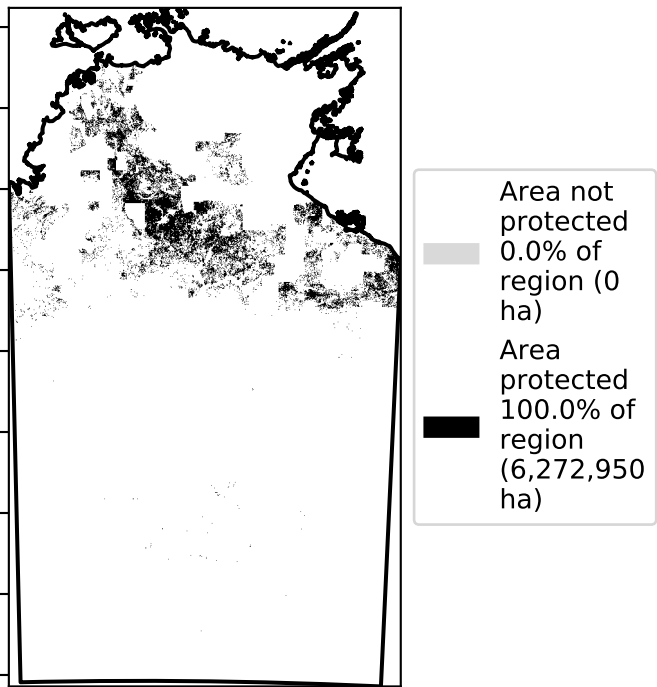 Area not
protected
0.0% of
region (0
ha)
Area
protected
100.0% of
region
(6,272,950
ha)